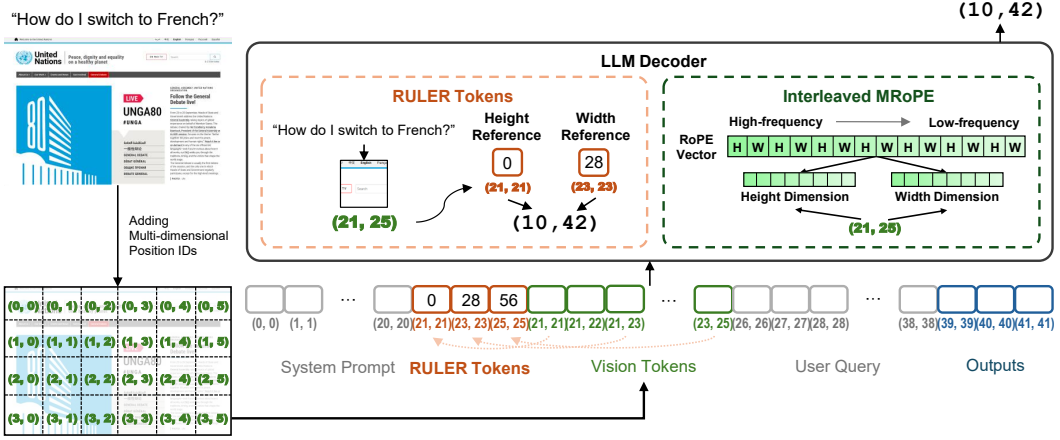 “How do I switch to French?”
United
Nations
Peace, dignity and equality
on a healthy planet
LIVE
UNGA80
#UNGA
Follow the General
Debate live!
Adding
Multi-dimensional
Position IDs
(0, 0) (0, 1) (0, 2) (0, 3) (0, 4) (0, 5)
(1, 0) (1, 1) (1, 2) (1, 3) (1, 4) (1, 5)
(2, 0) (2, 1) (2, 2) (2, 3) (2, 4) (2, 5)
(3, 0) (3, 1) (3, 2) (3, 3) (3, 4) (3, 5)
(10,42)
LLM Decoder
RULER Tokens
“How do I switch to French?”
English
Search
(21, 25)
Height
Reference
0
(21, 21)
Width
Reference
28
(23, 23)
(10,42)
Interleaved MRoPE
High-frequency
Low-frequency
RoPE
Vector
H W H W H W H W H W H W H W H W
Height Dimension
Width Dimension
(21, 25)
... 0 28 56 ... ...
(0, 0) (1, 1) (20, 20) (21, 21) (23, 23) (25, 25) (21, 21) (21, 22) (21, 23) (23, 25) (26, 26) (27, 27) (28, 28) (38, 38) (39, 39) (40, 40) (41, 41)
System Prompt
RULER Tokens
Vision Tokens
User Query
Outputs